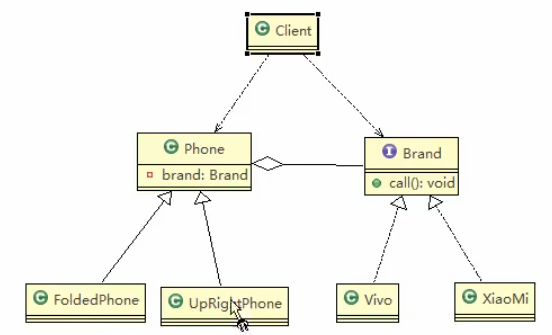 C Client
C Phone
brand: Brand
I Brand
call(): void
C FoldedPhone
C UpRightPhone
C Vivo
C XiaoMi